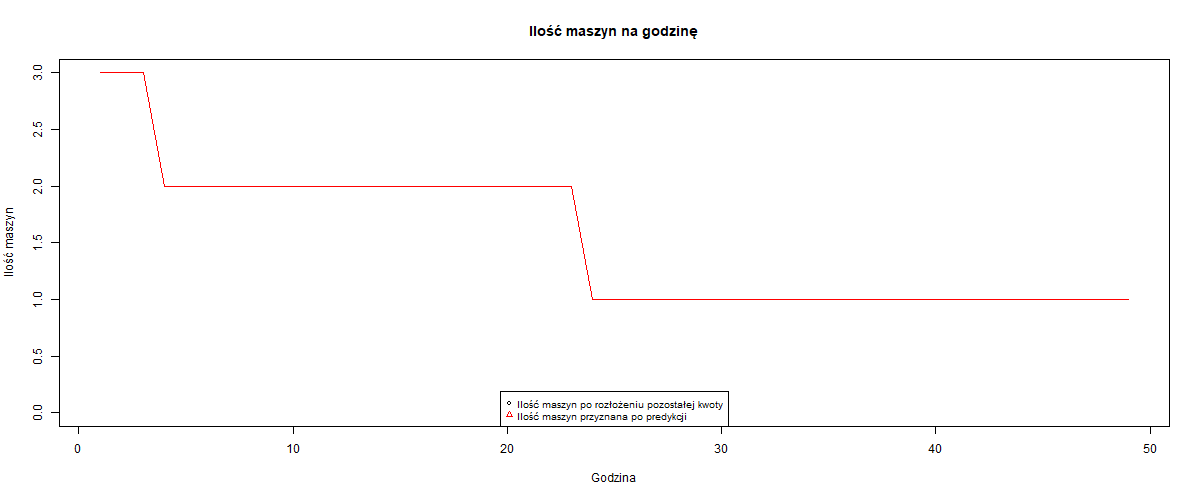 Ilość maszyn na godzinę
Ilość maszyn
3.0
2.5
2.0
1.5
1.0
0.5
0.0
Ilość maszyn po rozłożeniu pozostałej kwoty
Ilość maszyn przyznana po predykcji
0 10 20 30 40 50
Godzina